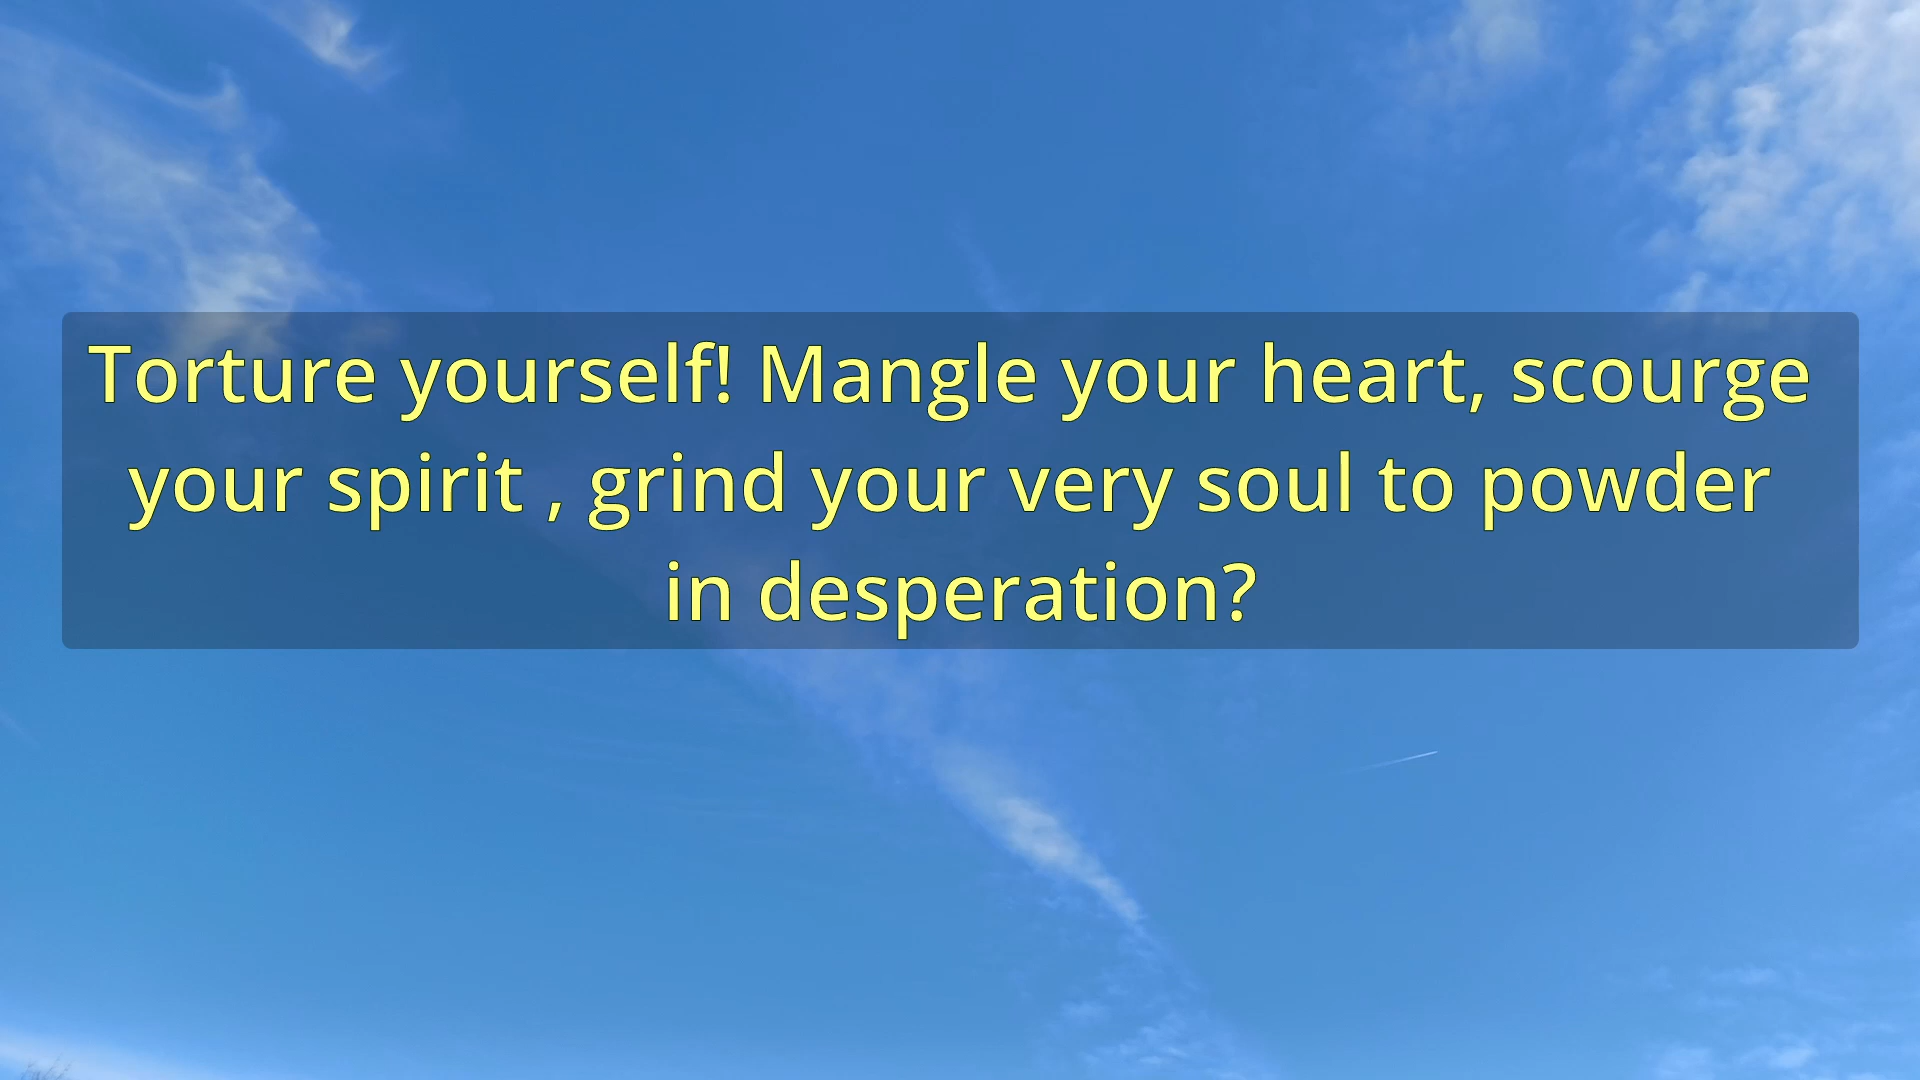 Torture yourself! Mangle your heart, scourge
your spirit , grind your very soul to powder
in desperation?